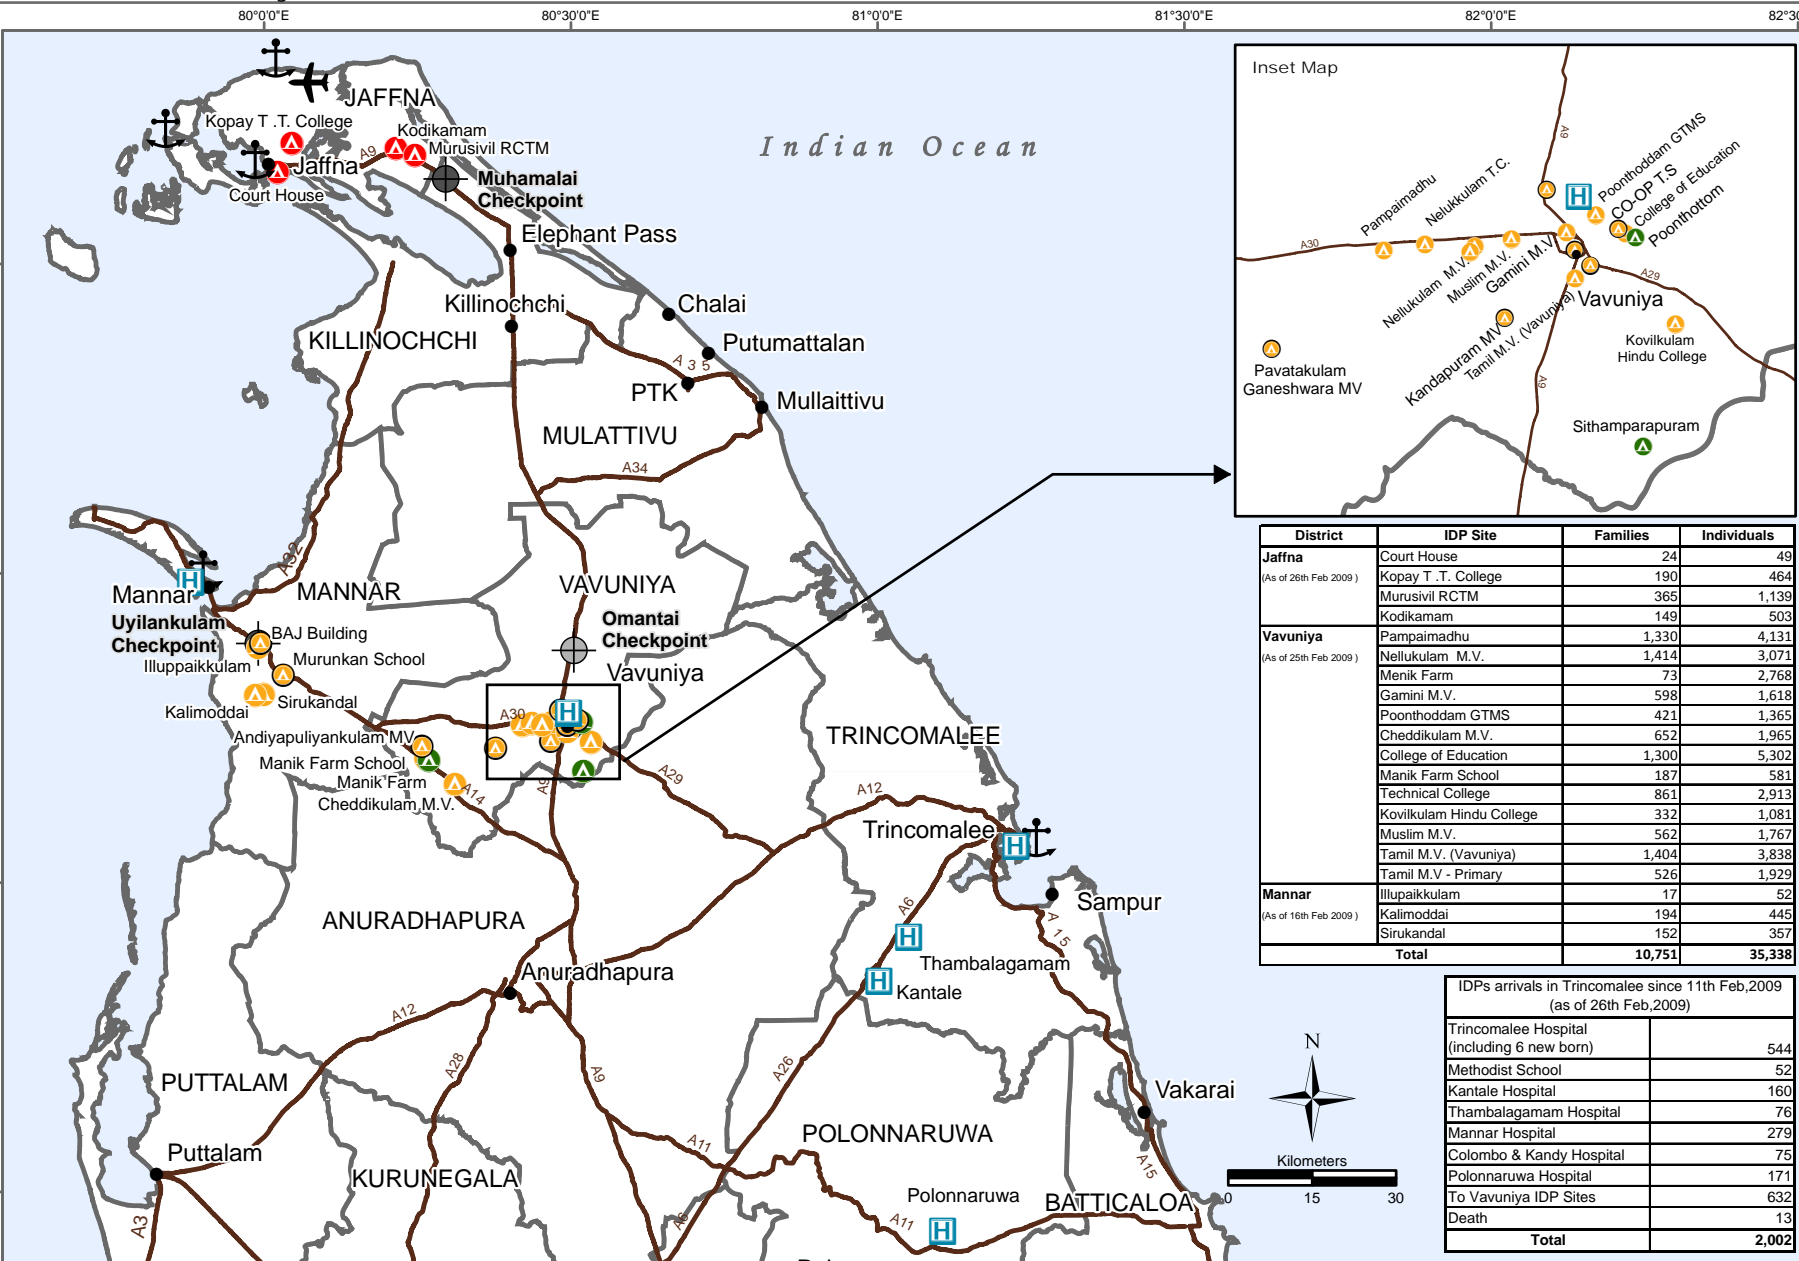 80°0'0"E
80°30'0"E
81°0'0"E
81°30'0"E
82°0'0"E
Inset Map
Indian Ocean
JAFFNA
Kopay T .T. College
Kodikamam
A9
Murusivil RCTM
Jaffna
Court House
Muhamalai
Checkpoint
Elephant Pass
Killinochchi
Chalai
KILLINOCHCHI
Putumattalan
A 3 5
PTK
Mullaittivu
MULATTIVU
A34
A32
H
Mannar
MANNAR
VAVUNIYA
Uyilankulam
Checkpoint
BAJ Building
Omantai
Checkpoint
Illuppaikkulam
Murunkan School
Vavuniya
Sirukandal
Kalimoddai
A30
H
Andiyapuliyankulam MV
Manik Farm School
Manik Farm
Cheddikulam M.V.
A14
A9
A29
TRINCOMALEE
A12
Trincomalee
H
Sampur
A6
A 15
ANURADHAPURA
H
Thambalagamam
H
Kantale
Anuradhapura
A12
A28
A9
A26
PUTTALAM
Vakarai
POLONNARUWA
A11
Puttalam
KURUNEGALA
A15
Polonnaruwa
BATTICALOA
A3
A6
A11
H
N
Kilometers
0 15 30
A9
Poonthoddam GTMS
CO-OP T.S
College of Education
Poonthottom
H
Pampaimadhu
Nelukkulam T.C.
A30
Nellukulam M.V.
Muslim M.V.
Gamini M.V.
A29
Vavuniya
Kandapuram MV
Tamil M.V. (Vavuniya)
Kovilkulam
Hindu College
Pavatakulam
Ganeshwara MV
A9
Sithamparapuram
District IDP Site Families Individuals
Jaffna Court House 24 49
(As of 26th Feb 2009 ) Kopay T .T. College 190 464
Murusivil RCTM 365 1,139
Kodikamam 149 503
Vavuniya Pampaimadhu 1,330 4,131
(As of 25th Feb 2009 ) Nellukulam M.V. 1,414 3,071
Menik Farm 73 2,768
Gamini M.V. 598 1,618
Poonthoddam GTMS 421 1,365
Cheddikulam M.V. 652 1,965
College of Education 1,300 5,302
Manik Farm School 187 581
Technical College 861 2,913
Kovilkulam Hindu College 332 1,081
Muslim M.V. 562 1,767
Tamil M.V. (Vavuniya) 1,404 3,838
Tamil M.V - Primary 526 1,929
Mannar Illupaikkulam 17 52
(As of 16th Feb 2009 ) Kalimoddai 194 445
Sirukandal 152 357
Total 10,751 35,338
IDPs arrivals in Trincomalee since 11th Feb,2009
(as of 26th Feb,2009)
Trincomalee Hospital
(including 6 new born) 544
Methodist School 52
Kantale Hospital 160
Thambalagamam Hospital 76
Mannar Hospital 279
Colombo & Kandy Hospital 75
Polonnaruwa Hospital 171
To Vavuniya IDP Sites 632
Death 13
Total 2,002